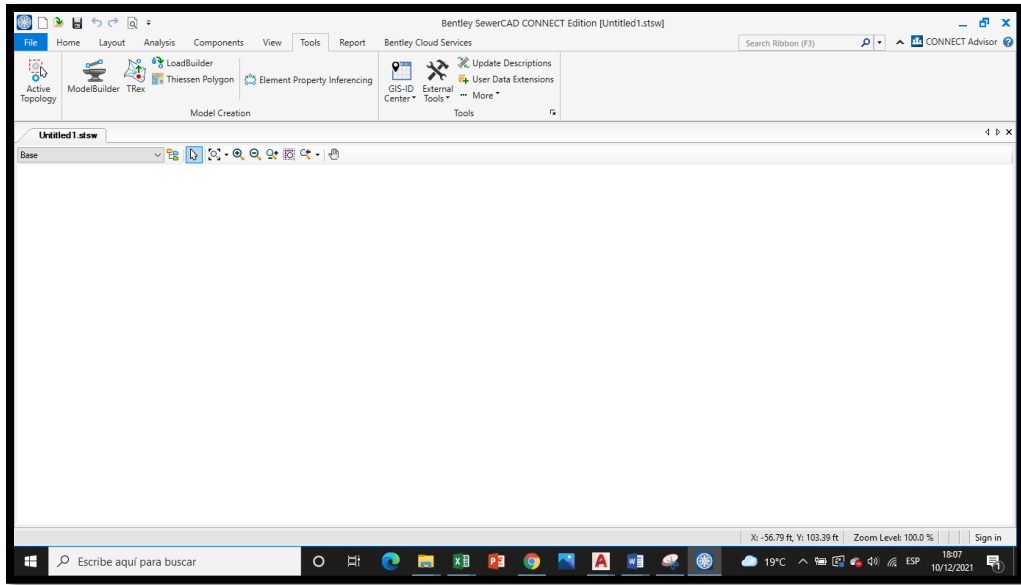 Bentley SewerCAD CONNECT Edition [Untitled1.stsw]
File Home Layout Analysis Components View Tools Report Bentley Cloud Services Search Ribbon (F3) CONNECT Advisor
Active Topology
ModelBuilder
TRex
LoadBuilder
Thiessen Polygon
Element Property Inferencing
Model Creation
GIS-ID Center
External Tools
Update Descriptions
User Data Extensions
More
Tools
Untitled1.stsw
Base
X: -56.79 ft, Y: 103.39 ft Zoom Level: 100.0 % Sign in
Escribe aquí para buscar
19°C ESP
18:07
10/12/2021